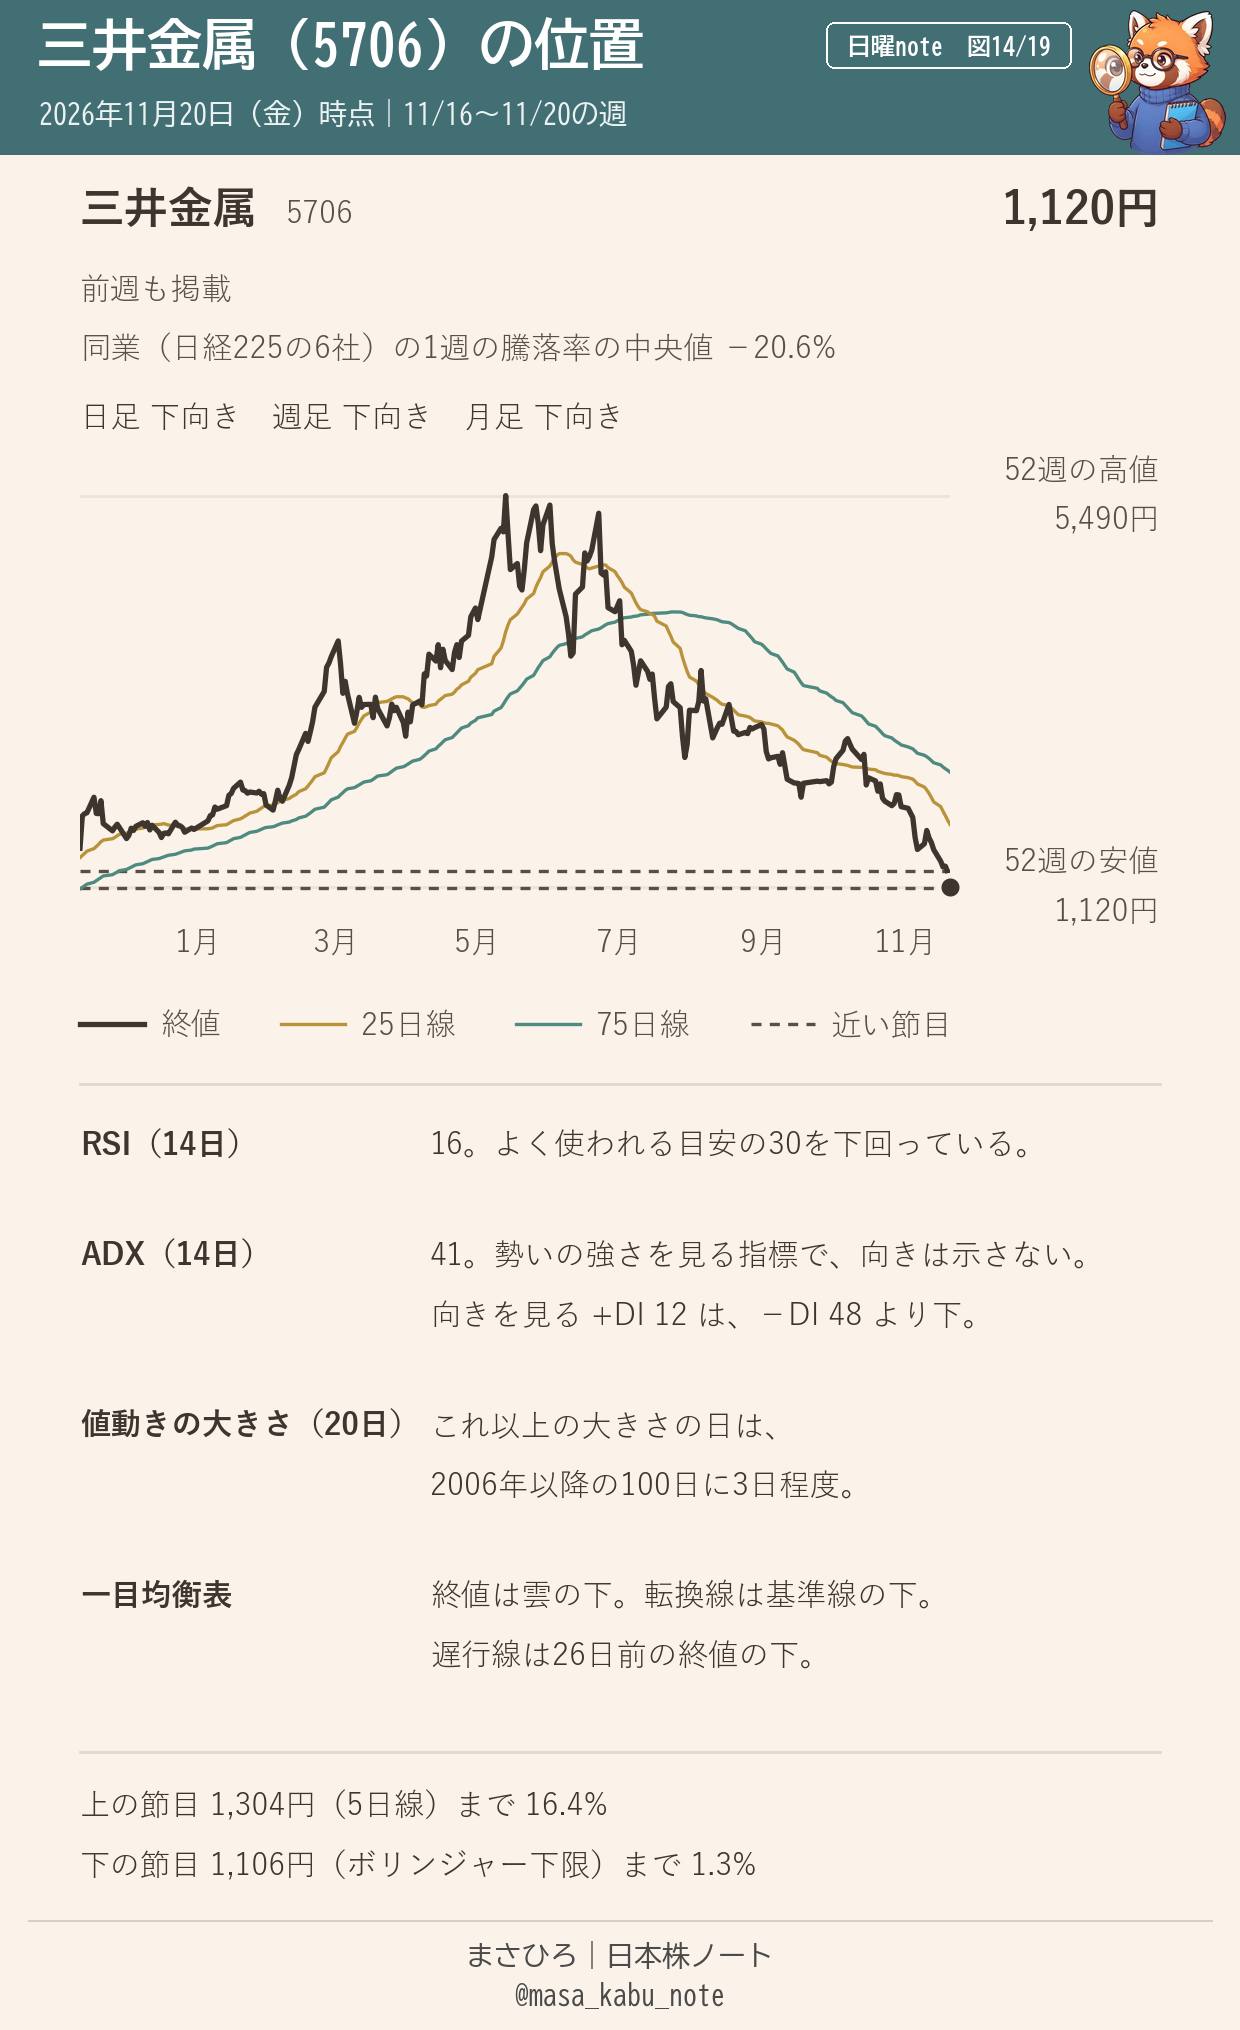 三井金属（5706）の位置
日曜note 図14/19
2026年11月20日（金）時点｜11/16〜11/20の週
三井金属 5706 1,120円
前週も掲載
同業（日経225の6社）の1週の騰落率の中央値 −20.6%
日足 下向き 週足 下向き 月足 下向き
52週の高値
5,490円
52週の安値
1,120円
1月 3月 5月 7月 9月 11月
終値 25日線 75日線 近い節目
RSI（14日） 16。よく使われる目安の30を下回っている。
ADX（14日） 41。勢いの強さを見る指標で、向きは示さない。
向きを見る +DI 12 は、−DI 48 より下。
値動きの大きさ（20日） これ以上の大きさの日は、
2006年以降の100日に3日程度。
一目均衡表 終値は雲の下。転換線は基準線の下。
遅行線は26日前の終値の下。
上の節目 1,304円（5日線）まで 16.4%
下の節目 1,106円（ボリンジャー下限）まで 1.3%
まさひろ｜日本株ノート
@masa_kabu_note